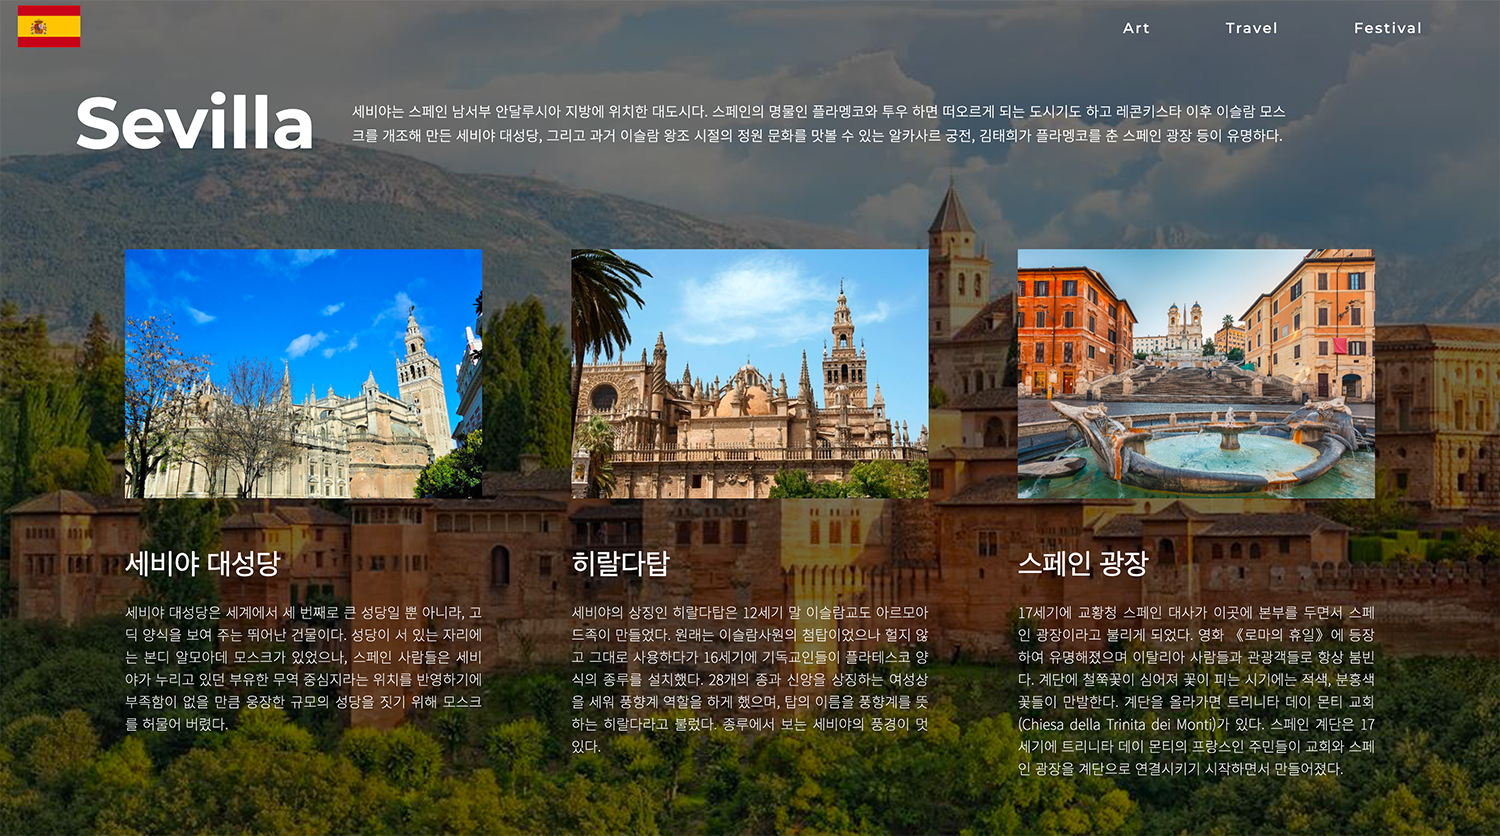 Art
Travel
Festival
Sevilla
세비야는 스페인 남서부 안달루시아 지방에 위치한 대도시다. 스페인의 명물인 플라멩코와 투우 하면 떠오르게 되는 도시기도 하고 레콘키스타 이후 이슬람 모스
크를 개조해 만든 세비야 대성당, 그리고 과거 이슬람 왕조 시절의 정원 문화를 맛볼 수 있는 알카사르 궁전, 김태희가 플라멩코를 춘 스페인 광장 등이 유명하다.
세비야 대성당
세비야 대성당은 세계에서 세 번째로 큰 성당일 뿐 아니라, 고
딕 양식을 보여 주는 뛰어난 건물이다. 성당이 서 있는 자리에
는 본디 알모아데 모스크가 있었으나, 스페인 사람들은 세비
야가 누리고 있던 부유한 무역 중심지라는 위치를 반영하기에
부족함이 없을 만큼 웅장한 규모의 성당을 짓기 위해 모스크
를 허물어 버렸다.
히랄다탑
세비야의 상징인 히랄다탑은 12세기 말 이슬람교도 아르모아
드족이 만들었다. 원래는 이슬람사원의 첨탑이었으나 헐지 않
고 그대로 사용하다가 16세기에 기독교인들이 플라테스코 양
식의 종루를 설치했다. 28개의 종과 신앙을 상징하는 여성상
을 세워 풍향계 역할을 하게 했으며, 탑의 이름을 풍향계를 뜻
하는 히랄다라고 불렀다. 종루에서 보는 세비야의 풍경이 멋
있다.
스페인 광장
17세기에 교황청 스페인 대사가 이곳에 본부를 두면서 스페
인 광장이라고 불리게 되었다. 영화 《로마의 휴일》에 등장
하여 유명해졌으며 이탈리아 사람들과 관광객들로 항상 붐빈
다. 계단에 철쭉꽃이 심어져 꽃이 피는 시기에는 적색, 분홍색
꽃들이 만발한다. 계단을 올라가면 트리니타 데이 몬티 교회
(Chiesa della Trinita dei Monti)가 있다. 스페인 계단은 17
세기에 트리니타 데이 몬티의 프랑스인 주민들이 교회와 스페
인 광장을 계단으로 연결시키기 시작하면서 만들어졌다.